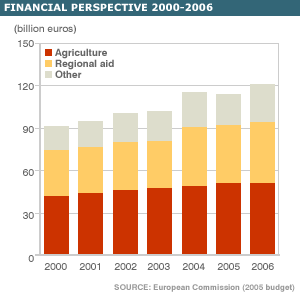 FINANCIAL PERSPECTIVE 2000-2006
(billion euros)
150
Agriculture
Regional aid
Other
120
90
60
30
0
2000 2001 2002 2003 2004 2005 2006
SOURCE: European Commission (2005 budget)